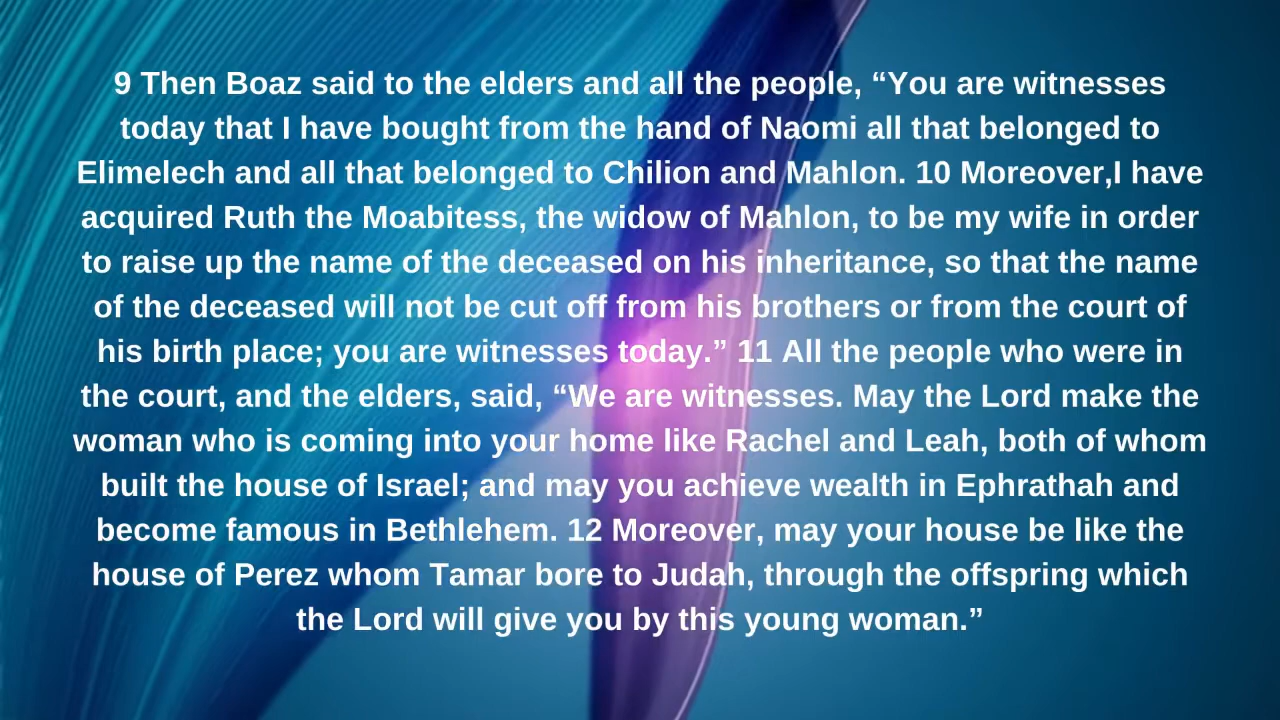 9 Then Boaz said to the elders and all the people, “You are witnesses
today that I have bought from the hand of Naomi all that belonged to
Elimelech and all that belonged to Chilion and Mahlon. 10 Moreover,I have
acquired Ruth the Moabitess, the widow of Mahlon, to be my wife in order
to raise up the name of the deceased on his inheritance, so that the name
of the deceased will not be cut off from his brothers or from the court of
his birth place; you are witnesses today.” 11 All the people who were in
the court, and the elders, said, “We are witnesses. May the Lord make the
woman who is coming into your home like Rachel and Leah, both of whom
built the house of Israel; and may you achieve wealth in Ephrathah and
become famous in Bethlehem. 12 Moreover, may your house be like the
house of Perez whom Tamar bore to Judah, through the offspring which
the Lord will give you by this young woman.”